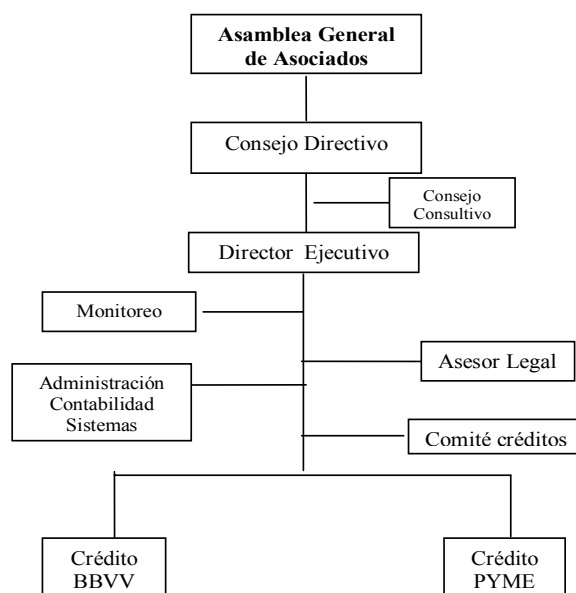 Asamblea General
de Asociados
Consejo Directivo
Consejo
Consultivo
Director Ejecutivo
Monitoreo
Asesor Legal
Administración
Contabilidad
Sistemas
Comité créditos
Crédito
BBVV
Crédito
PYME